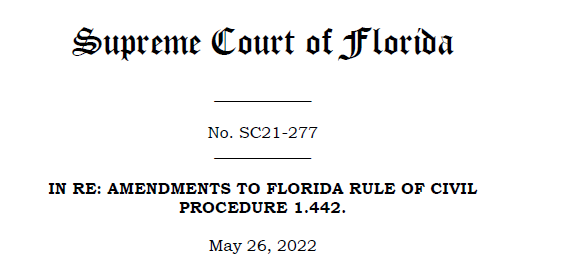 Supreme Court of Florida
No. SC21-277
IN RE: AMENDMENTS TO FLORIDA RULE OF CIVIL
PROCEDURE 1.442.
May 26, 2022